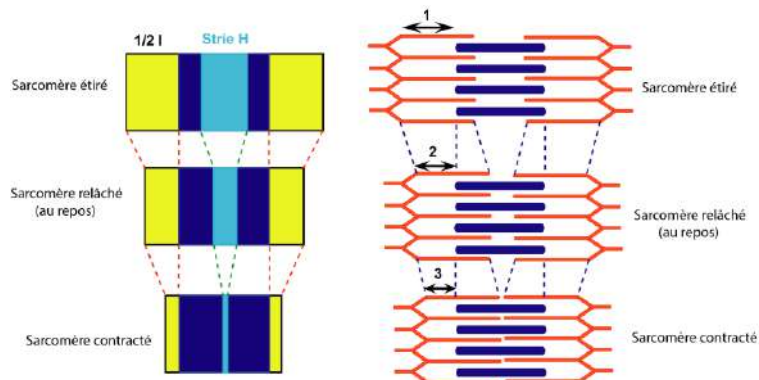 1/2 I
Strie H
Sarcomère étiré
Sarcomère relâché
(au repos)
Sarcomère contracté
1
Sarcomère étiré
2
Sarcomère relâché
(au repos)
3
Sarcomère contracté